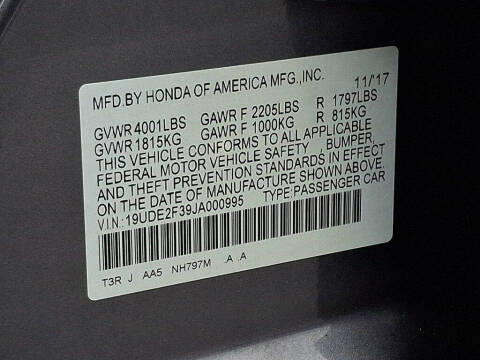 MFD.BY HONDA OF AMERICA MFG.,INC. 11/'17
GVWR 4001LBS GAWR F 2205LBS R 1797LBS
GVWR 1815KG GAWR F 1000KG R 815KG
THIS VEHICLE CONFORMS TO ALL APPLICABLE
FEDERAL MOTOR VEHICLE SAFETY , BUMPER,
AND THEFT PREVENTION STANDARDS IN EFFECT
ON THE DATE OF MANUFACTURE SHOWN ABOVE.
V.I.N.:19UDE2F39JA000995 TYPE:PASSENGER CAR
T3R J AA5 NH797M .A .A